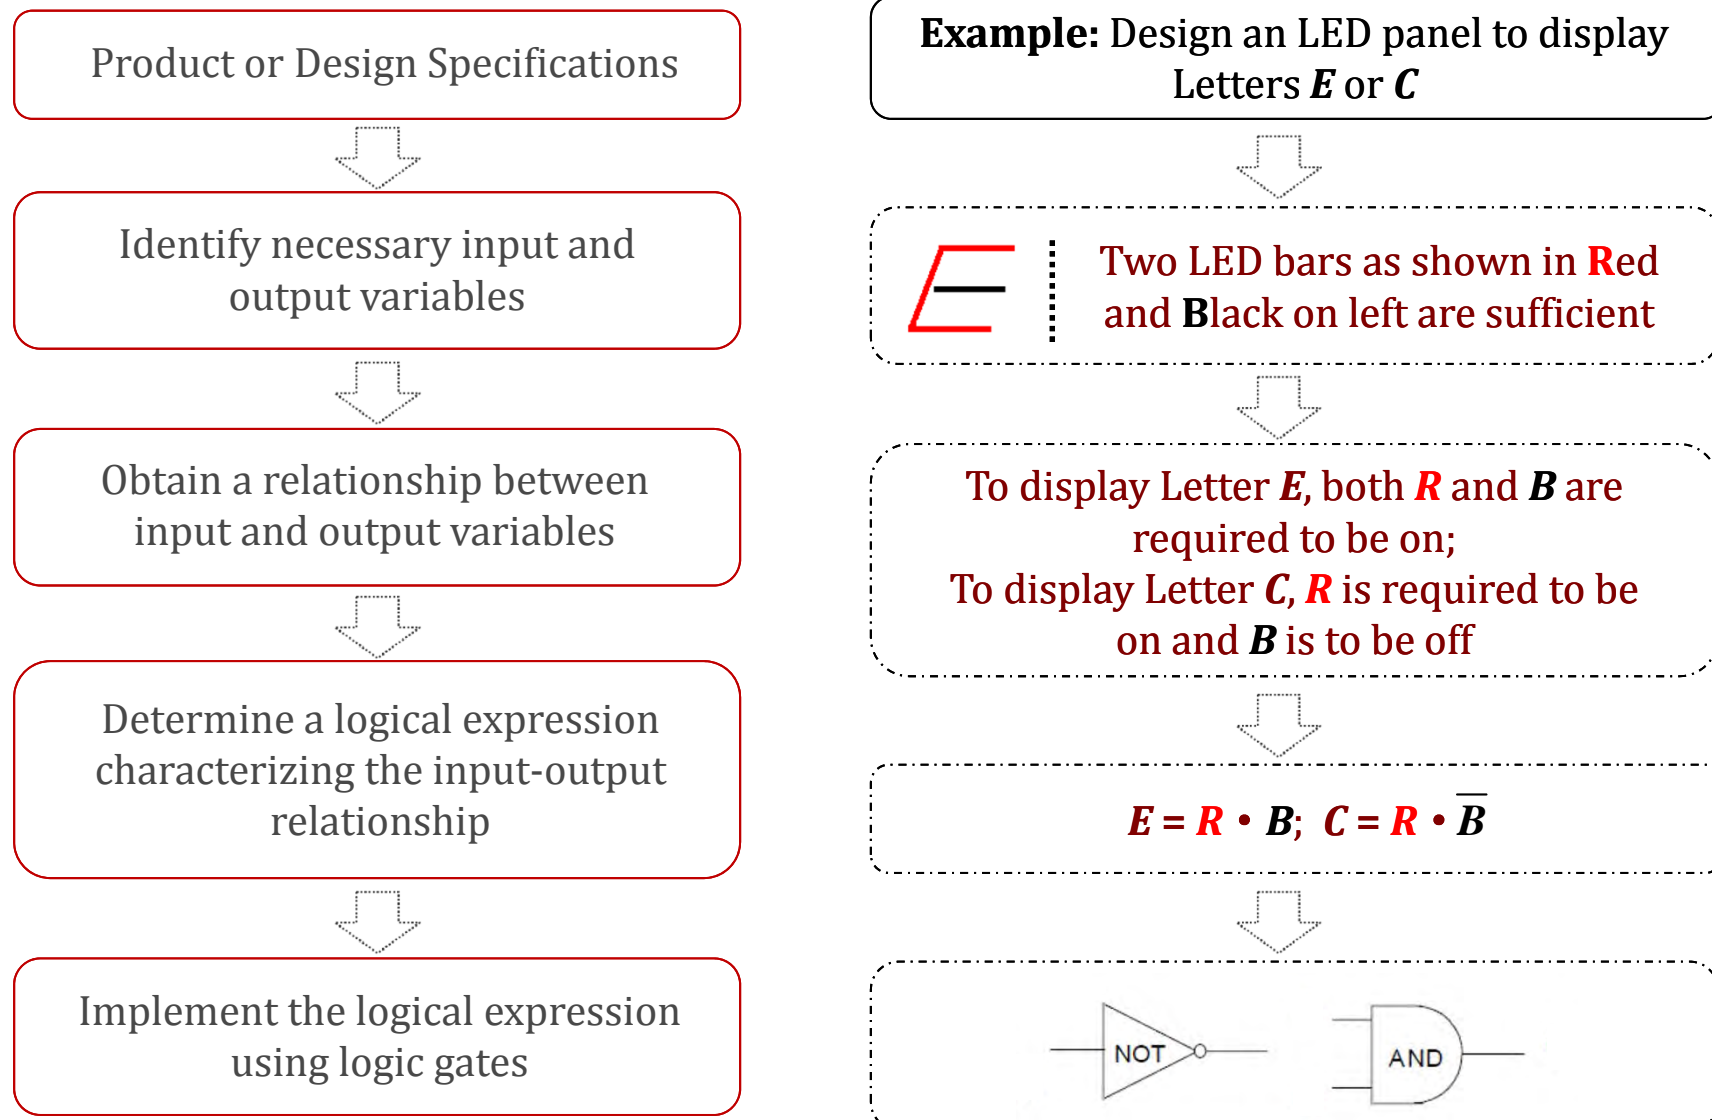 Product or Design Specifications
Identify necessary input and
output variables
Obtain a relationship between
input and output variables
Determine a logical expression
characterizing the input-output
relationship
Implement the logical expression
using logic gates
Example: Design an LED panel to display
Letters E or C
Two LED bars as shown in Red
and Black on left are sufficient
To display Letter E, both R and B are
required to be on;
To display Letter C, R is required to be
on and B is to be off
E = R • B; C = R • B̅
NOT
AND